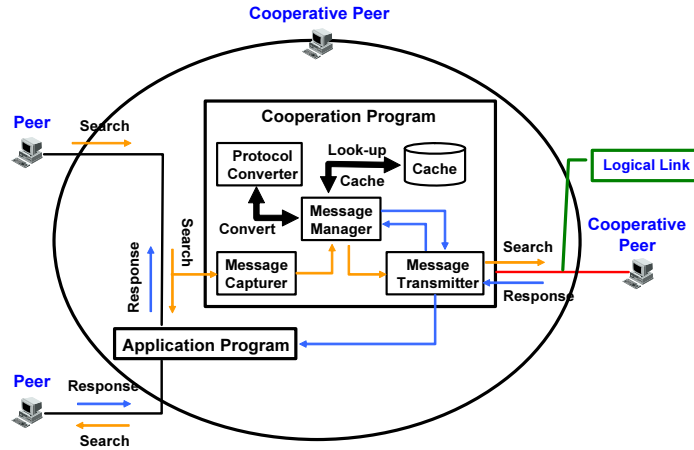 Cooperative Peer
Peer
Search
Cooperation Program
Protocol
Converter
Look-up
Cache
Cache
Convert
Message
Manager
Logical Link
Cooperative
Peer
Search
Response
Message
Capturer
Message
Transmitter
Search
Response
Application Program
Peer
Response
Search